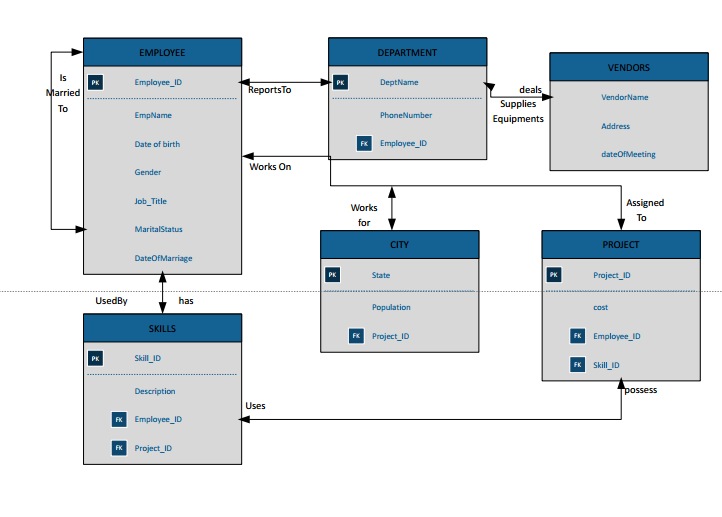 EMPLOYEE
PK Employee_ID
EmpName
Date of birth
Gender
Job_Title
MaritalStatus
DateOfMarriage
Is
Married
To
ReportsTo
DEPARTMENT
PK DeptName
PhoneNumber
FK Employee_ID
deals
Supplies
Equipments
VENDORS
VendorName
Address
dateOfMeeting
Works On
Works
for
Assigned
To
CITY
PK State
Population
FK Project_ID
PROJECT
PK Project_ID
cost
FK Employee_ID
FK Skill_ID
possess
UsedBy has
SKILLS
PK Skill_ID
Description
FK Employee_ID
FK Project_ID
Uses